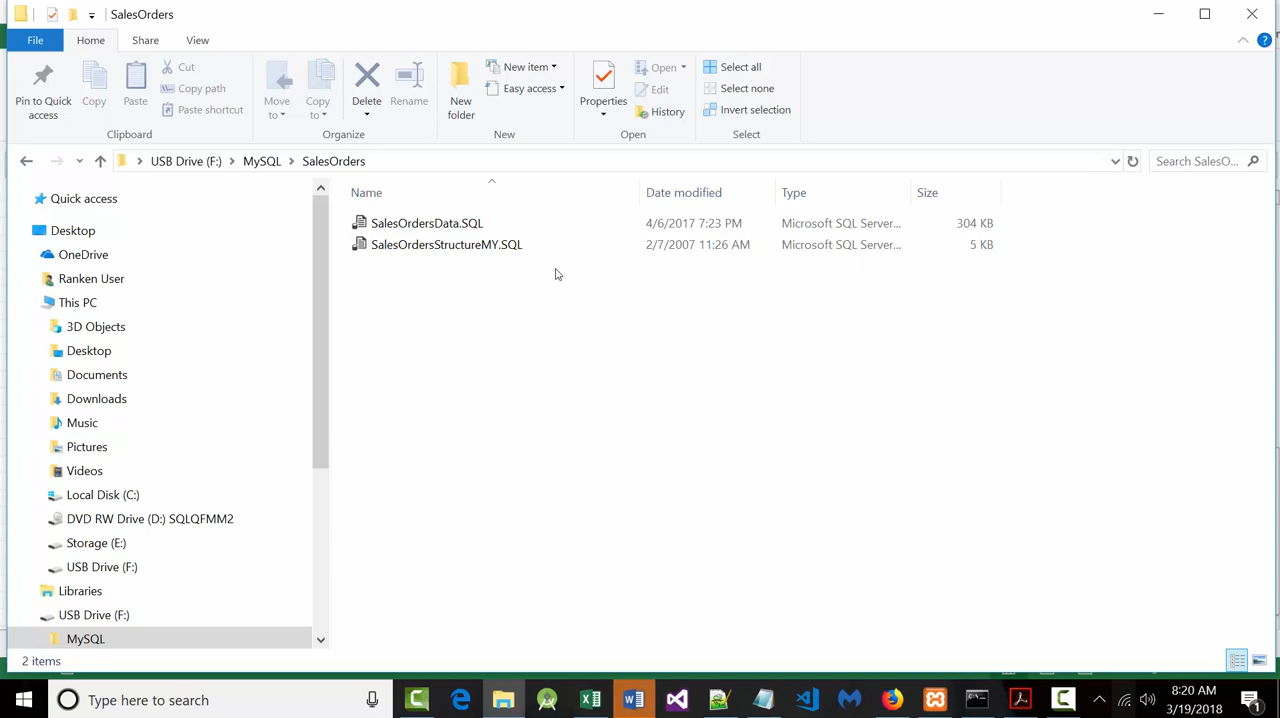 SalesOrders
File Home Share View
Pin to Quick access
Copy
Paste
Cut
Copy path
Paste shortcut
Clipboard
Move to
Copy to
Delete
Rename
Organize
New folder
New item
Easy access
New
Properties
Open
Edit
History
Open
Select all
Select none
Invert selection
Select
USB Drive (F:) MySQL SalesOrders
Search SalesO...
Name Date modified Type Size
SalesOrdersData.SQL 4/6/2017 7:23 PM Microsoft SQL Server... 304 KB
SalesOrdersStructureMY.SQL 2/7/2007 11:26 AM Microsoft SQL Server... 5 KB
Quick access
Desktop
OneDrive
Ranken User
This PC
3D Objects
Desktop
Documents
Downloads
Music
Pictures
Videos
Local Disk (C:)
DVD RW Drive (D:) SQLQFMM2
Storage (E:)
USB Drive (F:)
Libraries
USB Drive (F:)
MySQL
2 items
Type here to search
8:20 AM
3/19/2018
1